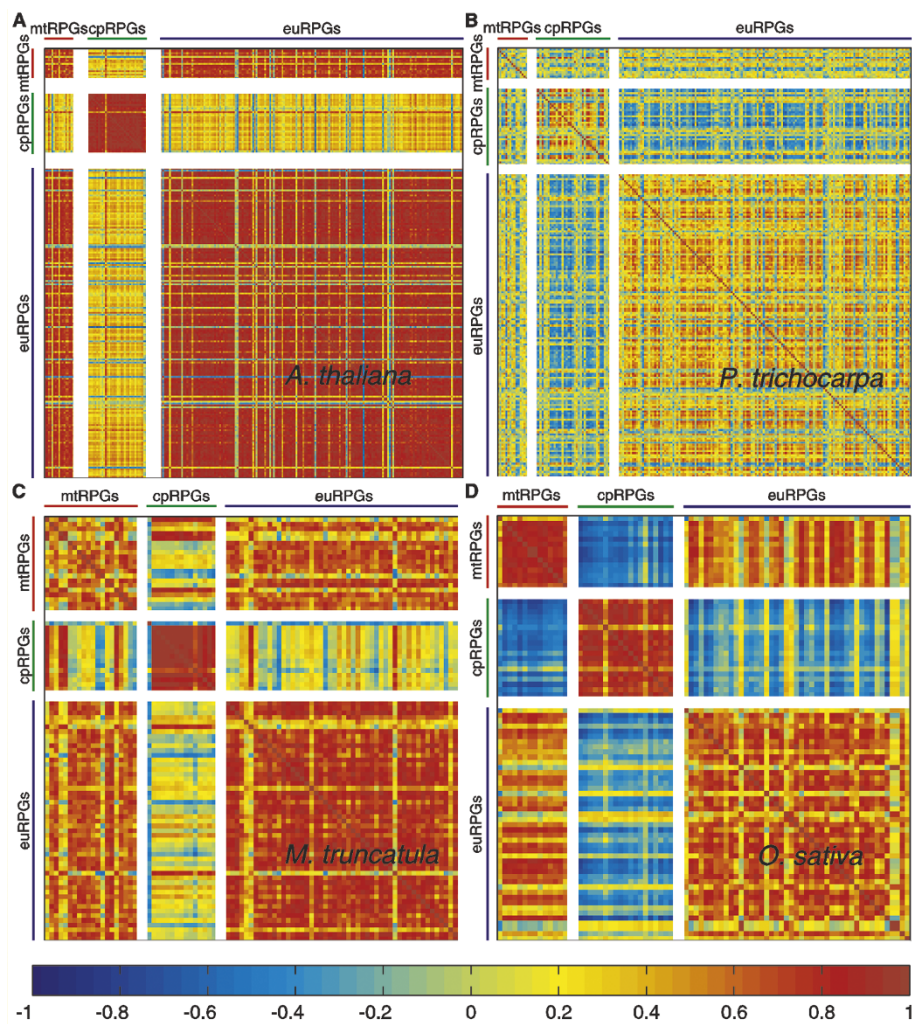 A
mtRPGs cpRPGs euRPGs
mtRPGs
cpRPGs
euRPGs
A. thaliana
B
mtRPGs cpRPGs euRPGs
mtRPGs
cpRPGs
euRPGs
P. trichocarpa
C
mtRPGs cpRPGs euRPGs
mtRPGs
cpRPGs
euRPGs
M. truncatula
D
mtRPGs cpRPGs euRPGs
mtRPGs
cpRPGs
euRPGs
O. sativa
-1 -0.8 -0.6 -0.4 -0.2 0 0.2 0.4 0.6 0.8 1